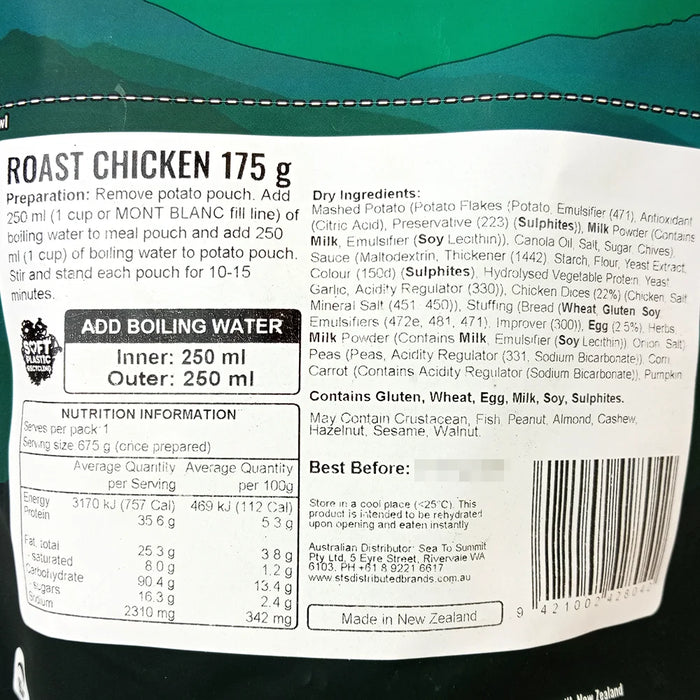 wl
ROAST CHICKEN 175 g
Preparation: Remove potato pouch. Add
250 ml (1 cup or MONT BLANC fill line) of
boiling water to meal pouch and add 250
ml (1 cup) of boiling water to potato pouch.
Stir and stand each pouch for 10-15
minutes.
SOFT
PLASTIC
RECYCLING
ADD BOILING WATER
Inner: 250 ml
Outer: 250 ml
NUTRITION INFORMATION
Serves per pack: 1
Serving size 675 g (once prepared)
Average Quantity Average Quantity
per Serving per 100g
Energy 3170 kJ (757 Cal) 469 kJ (112 Cal)
Protein 35.6 g 5.3 g
Fat, total 25.3 g 3.8 g
- saturated 8.0 g 1.2 g
Carbohydrate 90.4 g 13.4 g
- sugars 16.3 g 2.4 g
Sodium 2310 mg 342 mg
Dry Ingredients:
Mashed Potato (Potato Flakes (Potato, Emulsifier (471), Antioxidant
(Citric Acid), Preservative (223) (Sulphites)), Milk Powder (Contains
Milk, Emulsifier (Soy Lecithin)), Canola Oil, Salt, Sugar, Chives),
Sauce (Maltodextrin, Thickener (1442), Starch, Flour, Yeast Extract,
Colour (150d) (Sulphites), Hydrolysed Vegetable Protein, Yeast
Garlic, Acidity Regulator (330)), Chicken Dices (22%) (Chicken, Salt
Mineral Salt (451, 450)), Stuffing (Bread (Wheat, Gluten, Soy
Emulsifiers (472e, 481, 471), Improver (300)), Egg (2.5%), Herbs,
Milk Powder (Contains Milk, Emulsifier (Soy Lecithin)), Onion, Salt),
Peas (Peas, Acidity Regulator (331, Sodium Bicarbonate)), Corn
Carrot (Contains Acidity Regulator (Sodium Bicarbonate)), Pumpkin
Contains Gluten, Wheat, Egg, Milk, Soy, Sulphites.
May Contain Crustacean, Fish, Peanut, Almond, Cashew,
Hazelnut, Sesame, Walnut.
Best Before:
Store in a cool place (<25°C). This
product is intended to be rehydrated
upon opening and eaten instantly
Australian Distributor: Sea To Summit
Pty Ltd, 5 Eyre Street, Rivervale WA
6103, PH +61 8 9221 6617
www.stsdistributedbrands.com.au
Made in New Zealand
9 421002 428042
New Zealand